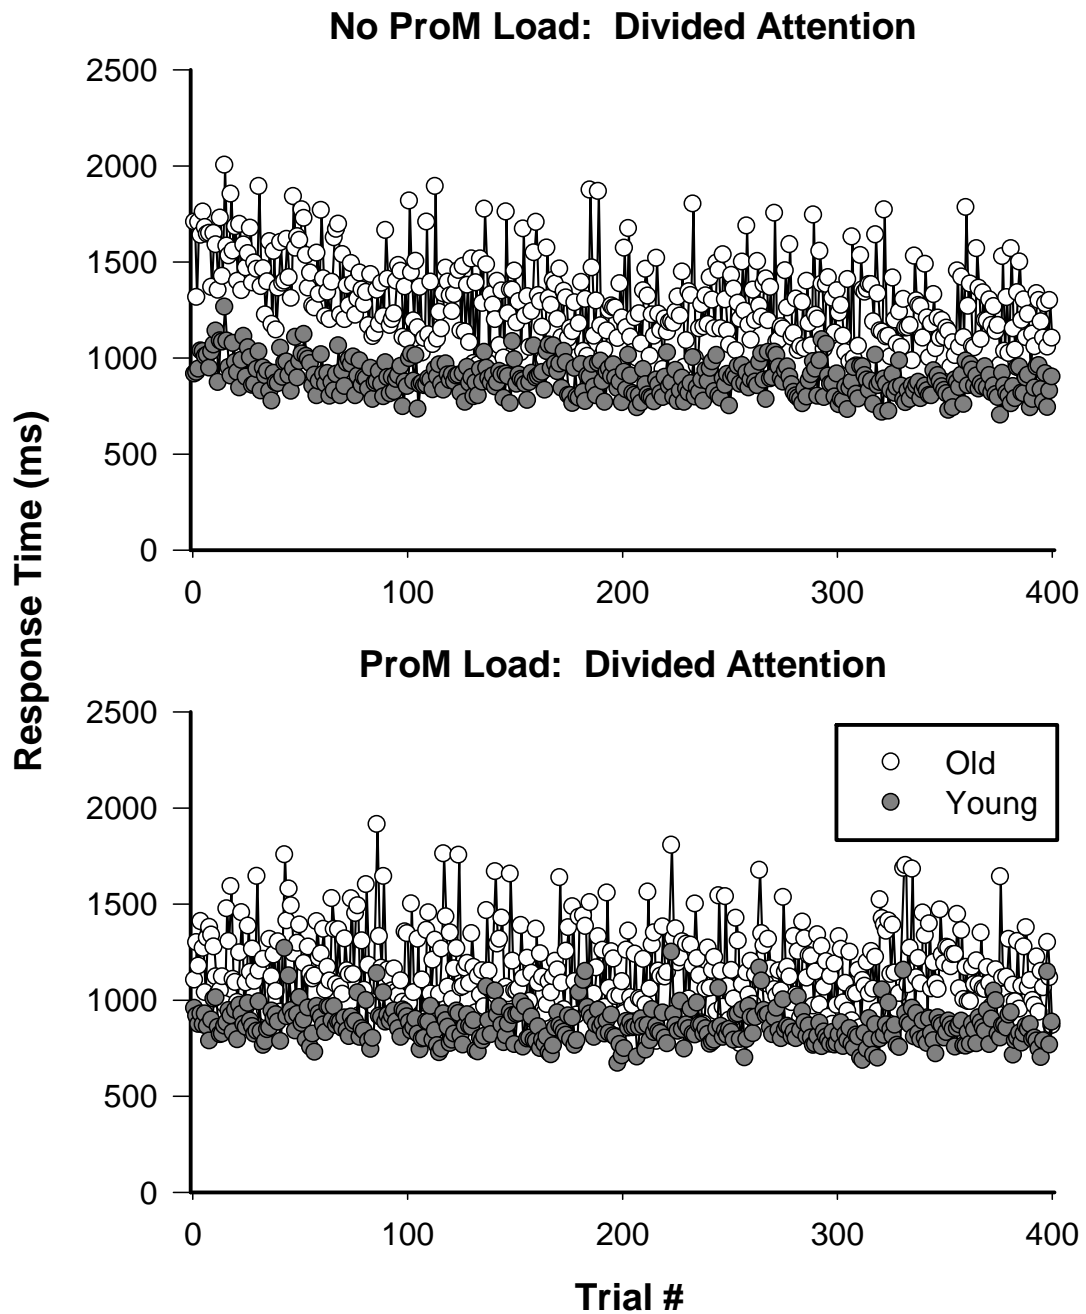 No ProM Load:  Divided Attention
2500
2000
1500
1000
500
0
0 100 200 300 400
Response Time (ms)
ProM Load:  Divided Attention
2500
2000
1500
1000
500
0
Old
Young
0 100 200 300 400
Trial #